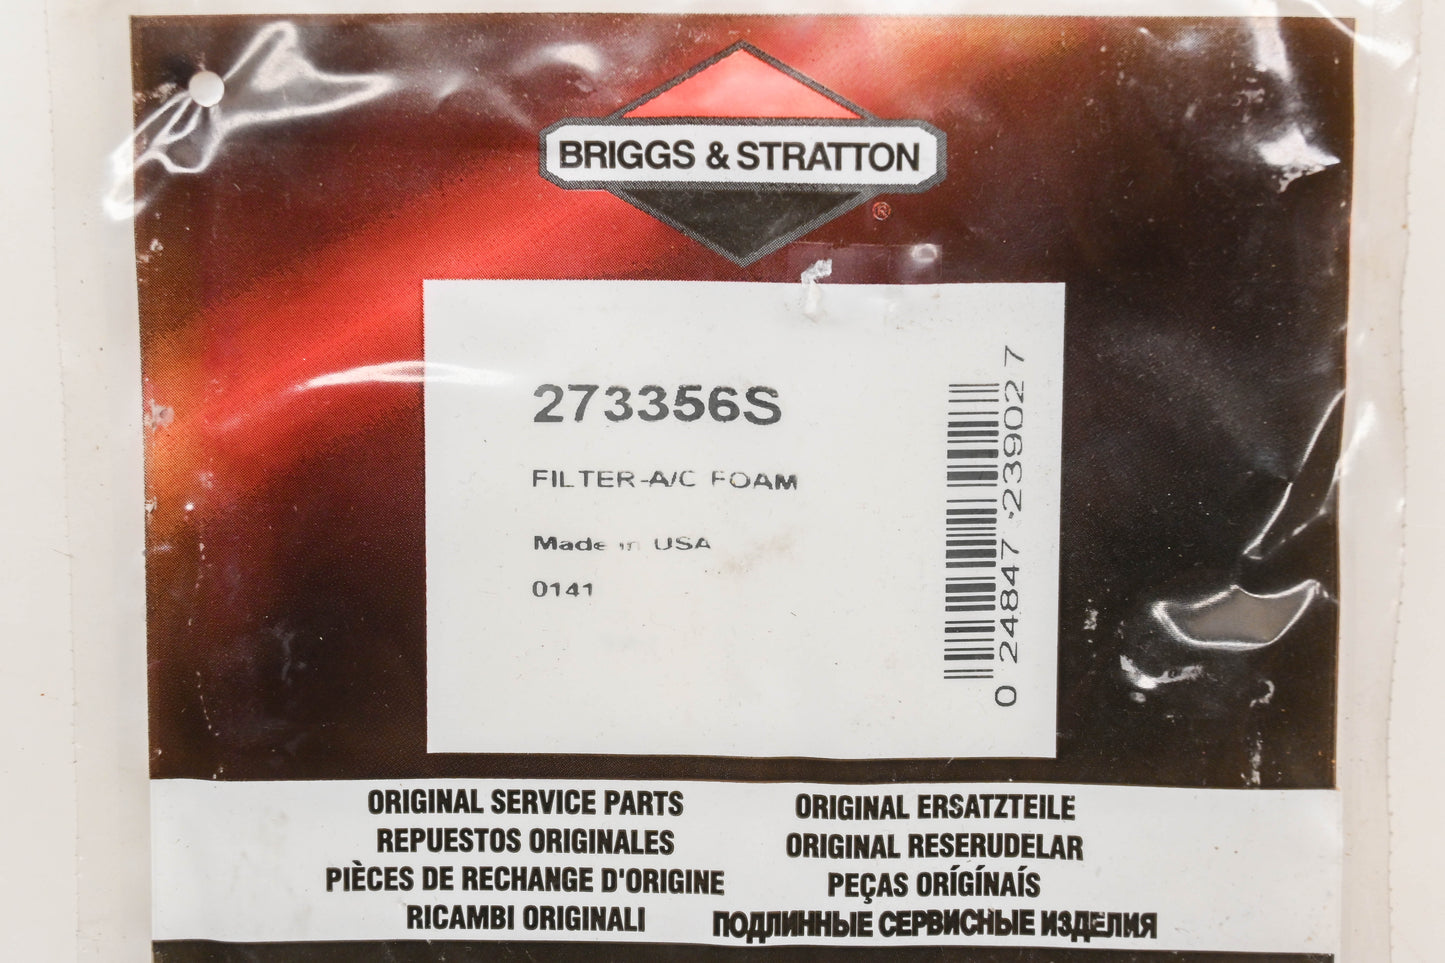 BRIGGS & STRATTON
®
273356S
FILTER-A/C FOAM
Made in USA
0141
0 24847 23902 7
ORIGINAL SERVICE PARTS
REPUESTOS ORIGINALES
PIÈCES DE RECHANGE D'ORIGINE
RICAMBI ORIGINALI
ORIGINAL ERSATZTEILE
ORIGINAL RESERUDELAR
PEÇAS ORÍGÍNAÍS
ПОДЛИННЫЕ СЕРВИСНЫЕ ИЗДЕЛИЯ